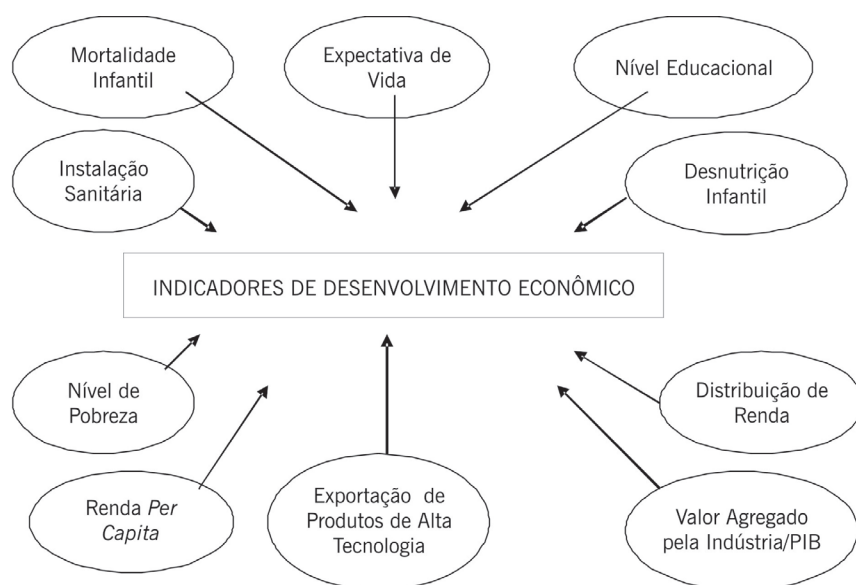 Mortalidade
Infantil
Expectativa de
Vida
Nível Educacional
Instalação
Sanitária
Desnutrição
Infantil
INDICADORES DE DESENVOLVIMENTO ECONÔMICO
Nível de
Pobreza
Distribuição de
Renda
Renda Per
Capita
Exportação de
Produtos de Alta
Tecnologia
Valor Agregado
pela Indústria/PIB